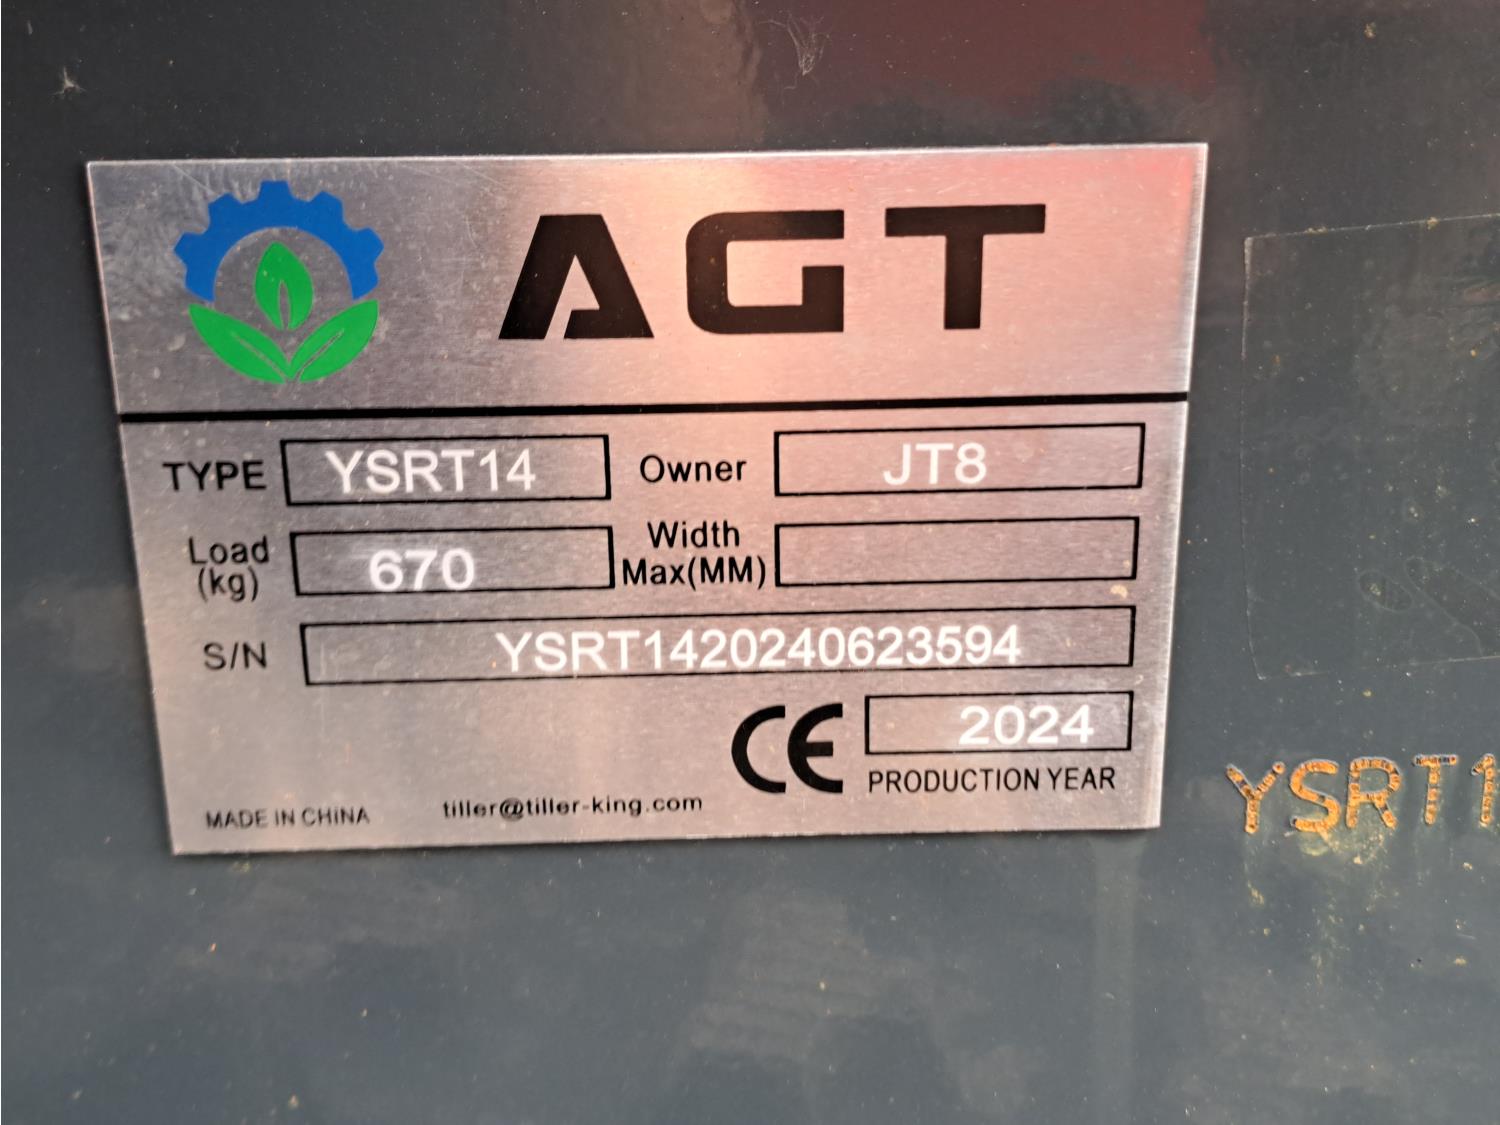 AGT
TYPE YSRT14 Owner JT8
Load (kg) 670 Width Max(MM)
S/N YSRT1420240623594
CE 2024
PRODUCTION YEAR
MADE IN CHINA tiller@tiller-king.com
YSRT1